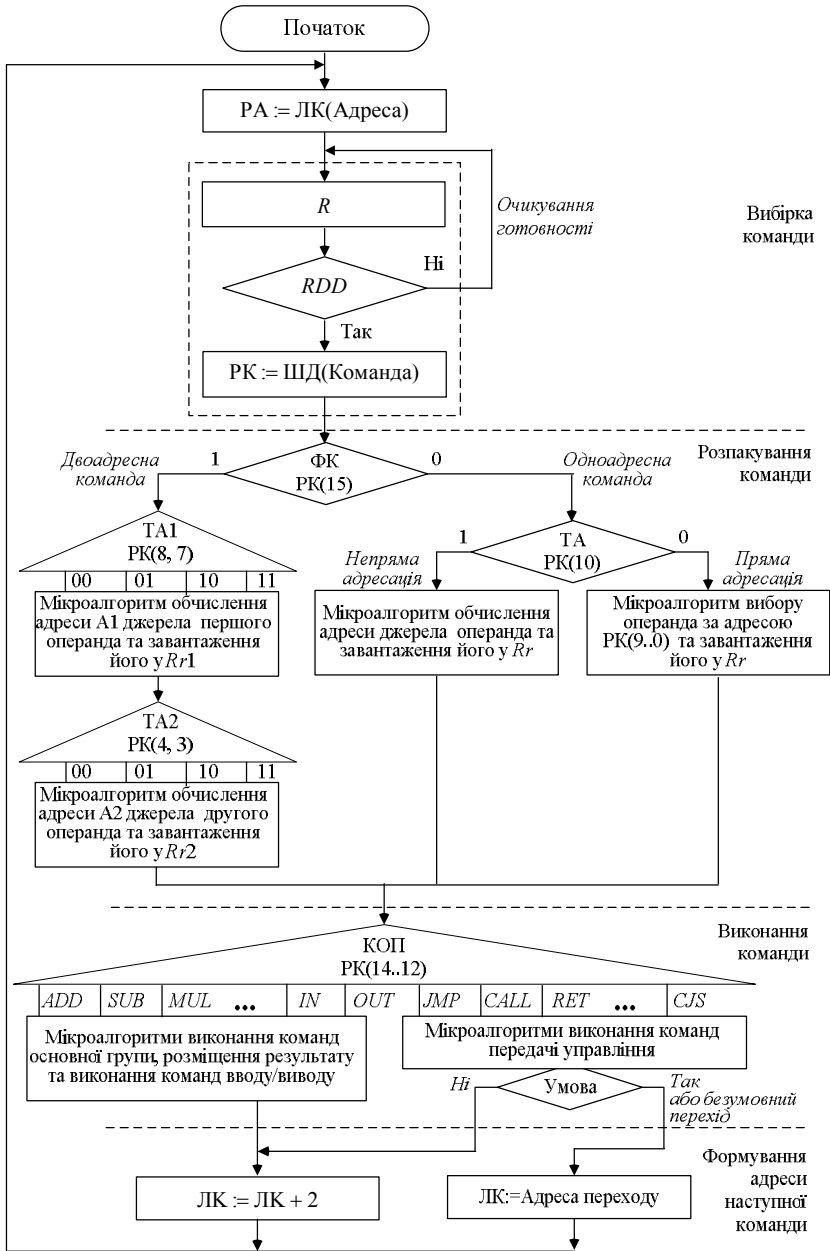 Початок
РА := ЛК(Адреса)
R
Очикування
готовності
Вибірка
команди
RDD
Ні
Так
РК := ШД(Команда)
Двоадресна
команда
1
ФК
РК(15)
0
Одноадресна
команда
Розпакування
команди
ТА1
РК(8, 7)
00 01 10 11
Мікроалгоритм обчислення
адреси А1 джерела першого
операнда та завантаження
його у Rr1
Непряма
адресація
1
ТА
РК(10)
0
Пряма
адресація
Мікроалгоритм обчислення
адреси джерела операнда та
завантаження його у Rr
Мікроалгоритм вибору
операнда за адресою
РК(9..0) та завантаження
його у Rr
ТА2
РК(4, 3)
00 01 10 11
Мікроалгоритм обчислення
адреси А2 джерела другого
операнда та завантаження
його у Rr2
Виконання
команди
КОП
РК(14..12)
ADD SUB MUL ... IN OUT JMP CALL RET ... CJS
Мікроалгоритми виконання команд
основної групи, розміщення результату
та виконання команд вводу/виводу
Мікроалгоритми виконання команд
передачі управління
Ні
Умова
Так
або безумовний
перехід
Формування
адреси
наступної
команди
ЛК := ЛК + 2
ЛК:=Адреса переходу